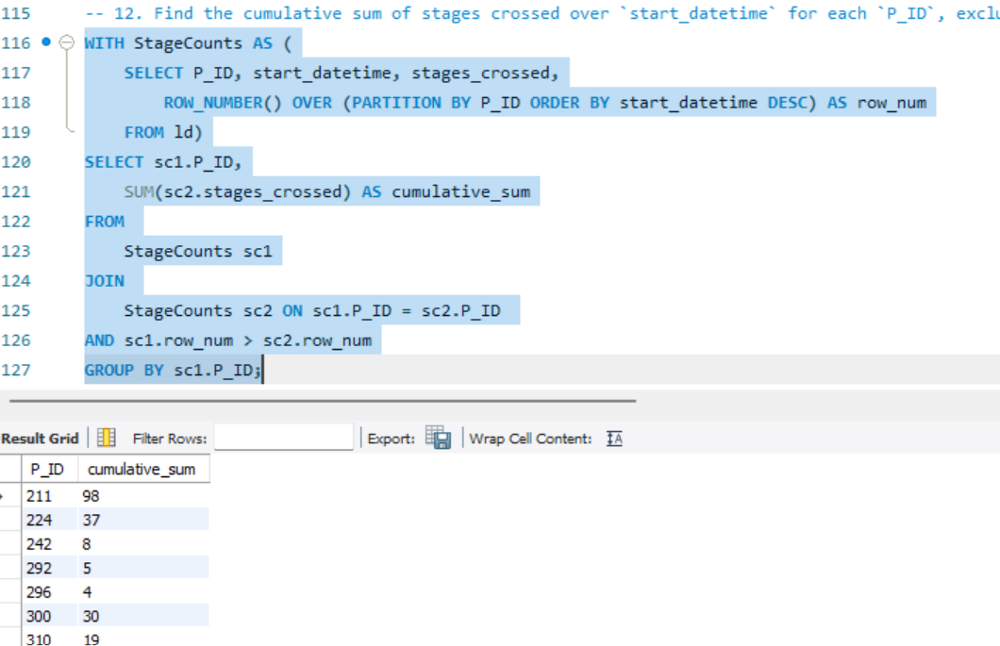 115 -- 12. Find the cumulative sum of stages crossed over `start_datetime` for each `P_ID`,
116 WITH StageCounts AS (
117 SELECT P_ID, start_datetime, stages_crossed,
118 ROW_NUMBER() OVER (PARTITION BY P_ID ORDER BY start_datetime DESC) AS row_num
119 FROM ld)
120 SELECT sc1.P_ID,
121 SUM(sc2.stages_crossed) AS cumulative_sum
122 FROM
123 StageCounts sc1
124 JOIN
125 StageCounts sc2 ON sc1.P_ID = sc2.P_ID
126 AND sc1.row_num > sc2.row_num
127 GROUP BY sc1.P_ID;
Result Grid Filter Rows: Export: Wrap Cell Content:
P_ID cumulative_sum
211 98
224 37
242 8
292 5
296 4
300 30
310 19